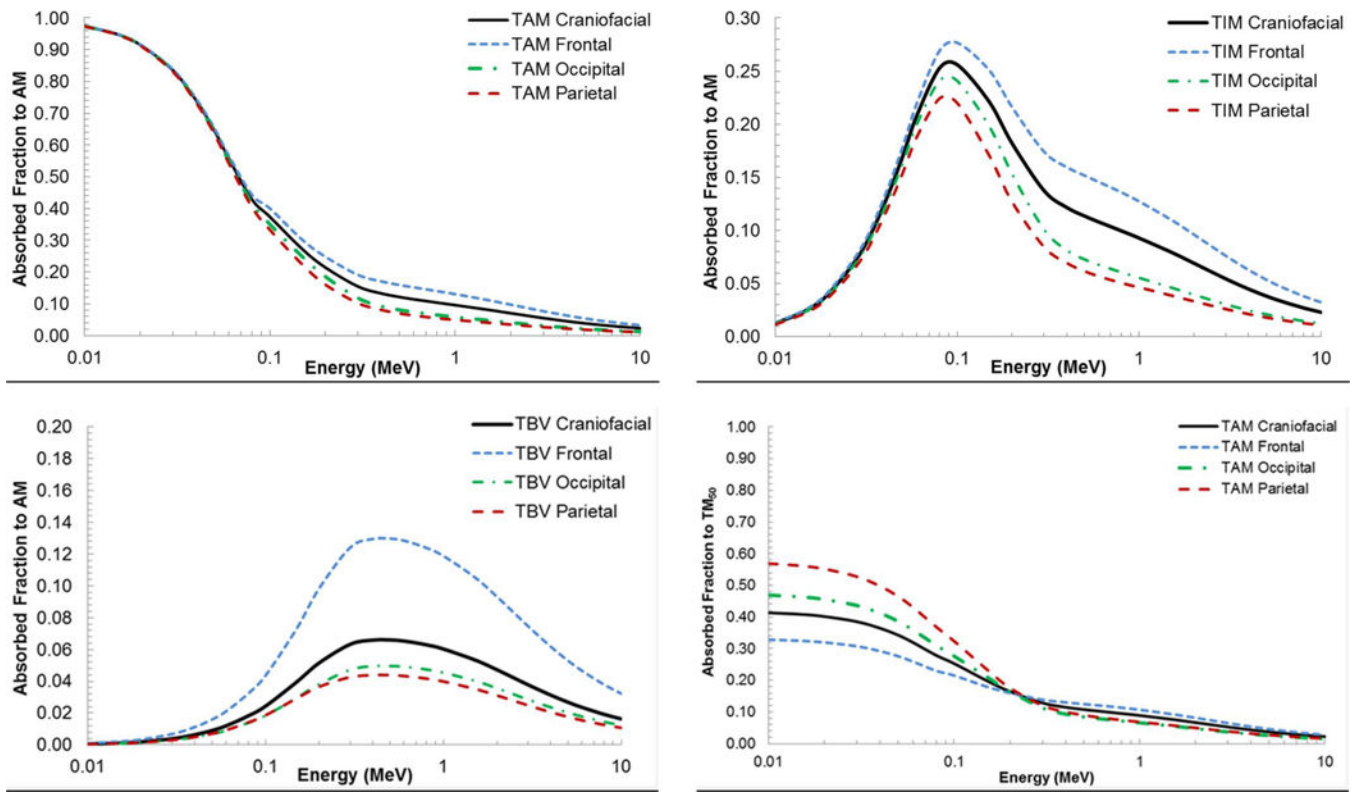 Absorbed Fraction to AM
1.00
0.90
0.80
0.70
0.60
0.50
0.40
0.30
0.20
0.10
0.00
0.01
0.1
1
10
Energy (MeV)
TAM Craniofacial
TAM Frontal
TAM Occipital
TAM Parietal
Absorbed Fraction to AM
0.30
0.25
0.20
0.15
0.10
0.05
0.00
0.01
0.1
1
10
Energy (MeV)
TIM Craniofacial
TIM Frontal
TIM Occipital
TIM Parietal
Absorbed Fraction to AM
0.20
0.18
0.16
0.14
0.12
0.10
0.08
0.06
0.04
0.02
0.00
0.01
0.1
1
10
Energy (MeV)
TBV Craniofacial
TBV Frontal
TBV Occipital
TBV Parietal
Absorbed Fraction to TM₅₀
1.00
0.90
0.80
0.70
0.60
0.50
0.40
0.30
0.20
0.10
0.00
0.01
0.1
1
10
Energy (MeV)
TAM Craniofacial
TAM Frontal
TAM Occipital
TAM Parietal